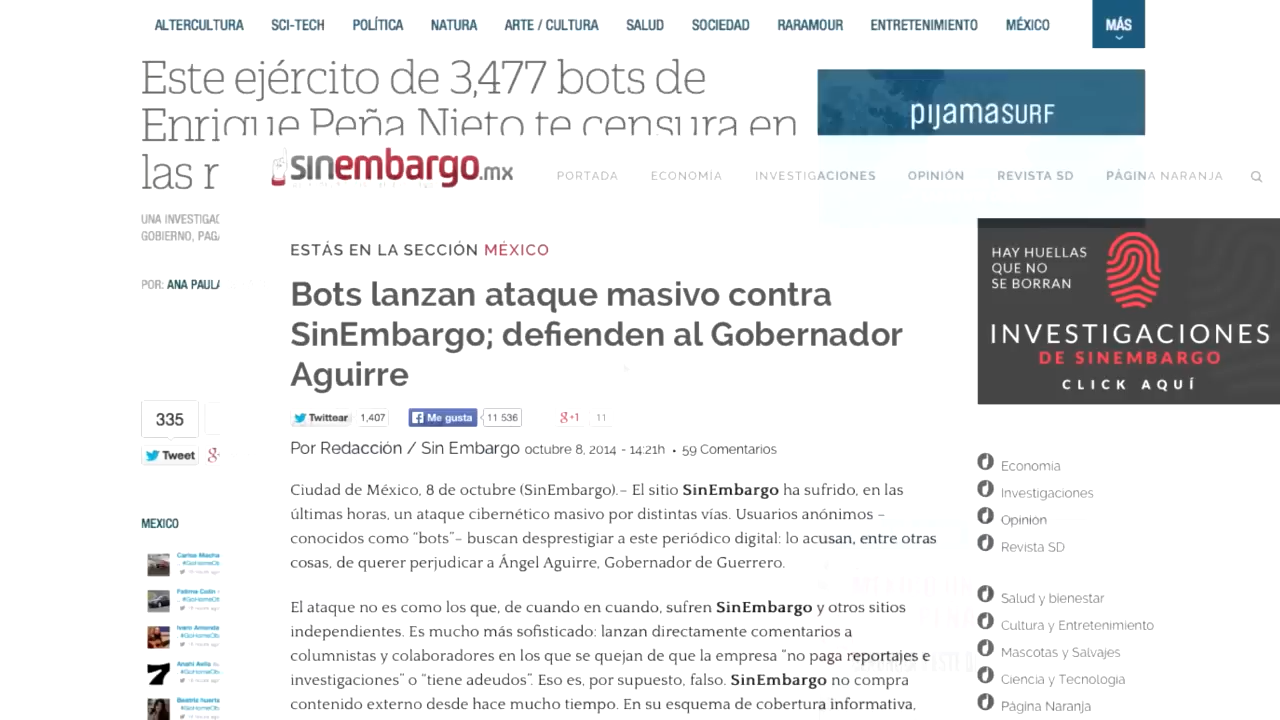 ALTERCULTURA SCI-TECH POLÍTICA NATURA ARTE / CULTURA SALUD SOCIEDAD RARAMOUR ENTRETENIMIENTO MÉXICO MÁS
Este ejército de 3,477 bots de
Enrique Peña Nieto te censura en
las r
pijamaSURF
UNA INVESTIGAC
GOBIERNO, PAGA
POR: ANA PAULA
335
Tweet
MEXICO
#GoHomeOb
#GoHomeOb
#GoHomeOb
#GoHomeOb
sinembargo.mx
PORTADA ECONOMÍA INVESTIGACIONES OPINIÓN REVISTA SD PÁGINA NARANJA
ESTÁS EN LA SECCIÓN MÉXICO
Bots lanzan ataque masivo contra
SinEmbargo; defienden al Gobernador
Aguirre
Twittear 1,407 Me gusta 11 536 g+1 11
Por Redacción / Sin Embargo octubre 8, 2014 - 14:21h • 59 Comentarios
Ciudad de México, 8 de octubre (SinEmbargo).– El sitio SinEmbargo ha sufrido, en las
últimas horas, un ataque cibernético masivo por distintas vías. Usuarios anónimos –
conocidos como “bots”– buscan desprestigiar a este periódico digital: lo acusan, entre otras
cosas, de querer perjudicar a Ángel Aguirre, Gobernador de Guerrero.
El ataque no es como los que, de cuando en cuando, sufren SinEmbargo y otros sitios
independientes. Es mucho más sofisticado: lanzan directamente comentarios a
columnistas y colaboradores en los que se quejan de que la empresa “no paga reportajes e
investigaciones” o “tiene adeudos”. Eso es, por supuesto, falso. SinEmbargo no compra
contenido externo desde hace mucho tiempo. En su esquema de cobertura informativa,
HAY HUELLAS
QUE NO
SE BORRAN
INVESTIGACIONES
DE SINEMBARGO
CLICK AQUÍ
Economía
Investigaciones
Opinión
Revista SD
Salud y bienestar
Cultura y Entretenimiento
Mascotas y Salvajes
Ciencia y Tecnología
Página Naranja